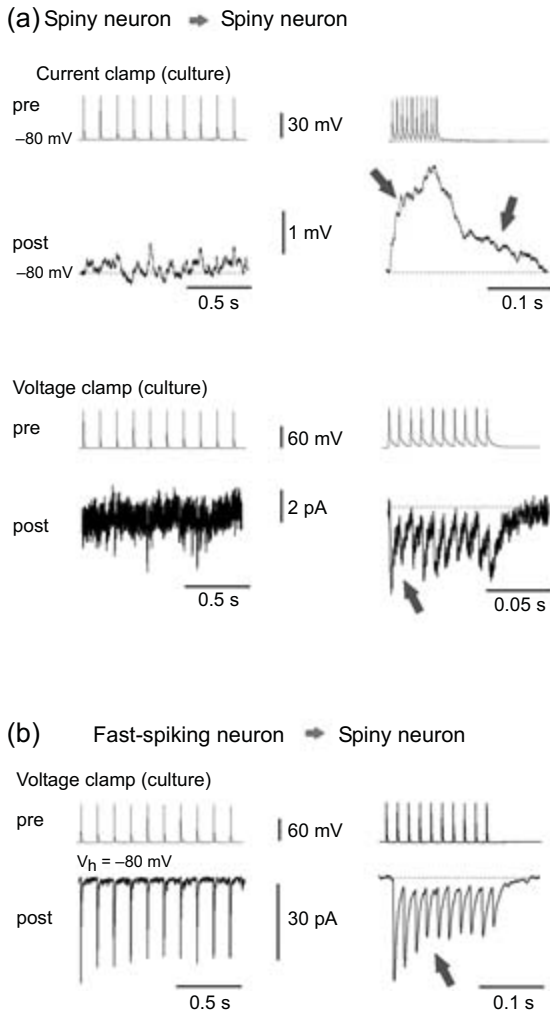 (a) Spiny neuron Spiny neuron
Current clamp (culture)
pre
–80 mV
30 mV
1 mV
post
–80 mV
0.5 s
0.1 s
Voltage clamp (culture)
pre
60 mV
2 pA
post
0.5 s
0.05 s
(b) Fast-spiking neuron Spiny neuron
Voltage clamp (culture)
pre
60 mV
Vh = –80 mV
post
30 pA
0.5 s
0.1 s